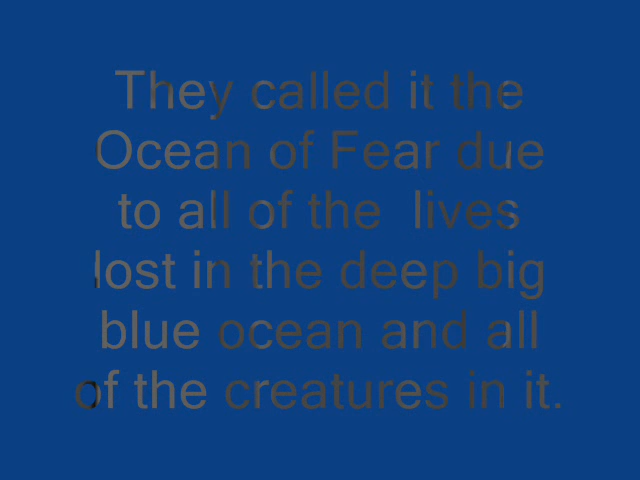 They called it the
Ocean of Fear due
to all of the  lives
lost in the deep big
blue ocean and all
of the creatures in it.